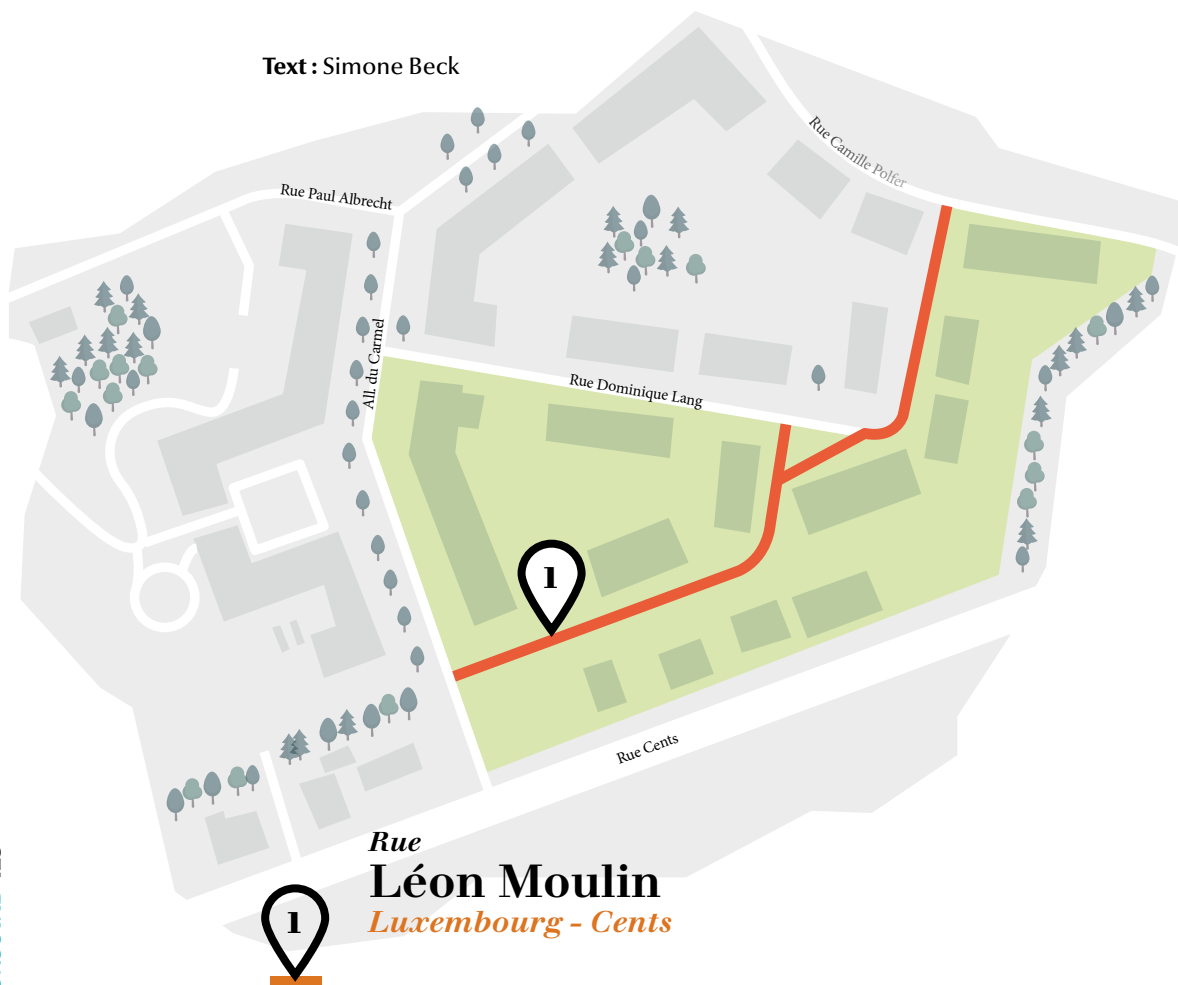 Text : Simone Beck
Rue Camille Polfer
Rue Paul Albrecht
All. du Carmel
Rue Dominique Lang
1
Rue Cents
Rue
Léon Moulin
Luxembourg - Cents
1